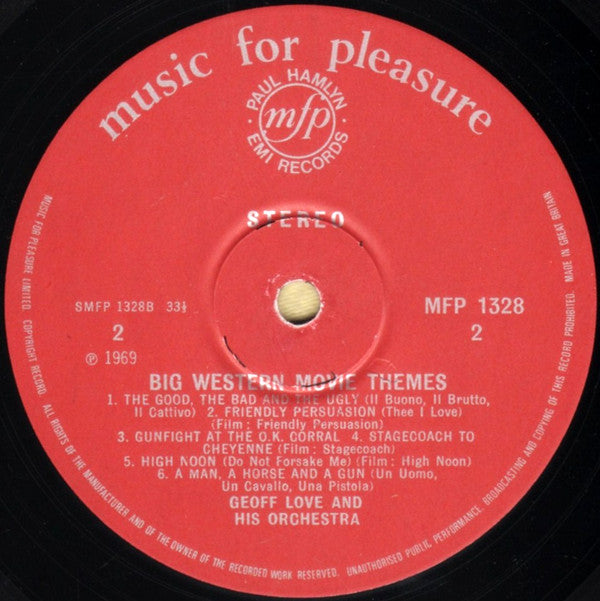 music for pleasure
PAUL HAMLYN
mfp
EMI RECORDS
STEREO
SMFP 1328B 33⅓
MFP 1328
2
2
℗ 1969
BIG WESTERN MOVIE THEMES
1. THE GOOD, THE BAD AND THE UGLY (Il Buono, Il Brutto,
Il Cattivo) 2. FRIENDLY PERSUASION (Thee I Love)
(Film : Friendly Persuasion)
3. GUNFIGHT AT THE O.K. CORRAL 4. STAGECOACH TO
CHEYENNE (Film : Stagecoach)
5. HIGH NOON (Do Not Forsake Me) (Film : High Noon)
6. A MAN, A HORSE AND A GUN (Un Uomo,
Un Cavallo, Una Pistola)
GEOFF LOVE AND
HIS ORCHESTRA
MUSIC FOR PLEASURE LIMITED. COPYRIGHT RECORD. ALL RIGHTS OF THE MANUFACTURER AND OF THE OWNER OF THE RECORDED WORK RESERVED. UNAUTHORISED PUBLIC PERFORMANCE, BROADCASTING AND COPYING OF THIS RECORD PROHIBITED. MADE IN GREAT BRITAIN